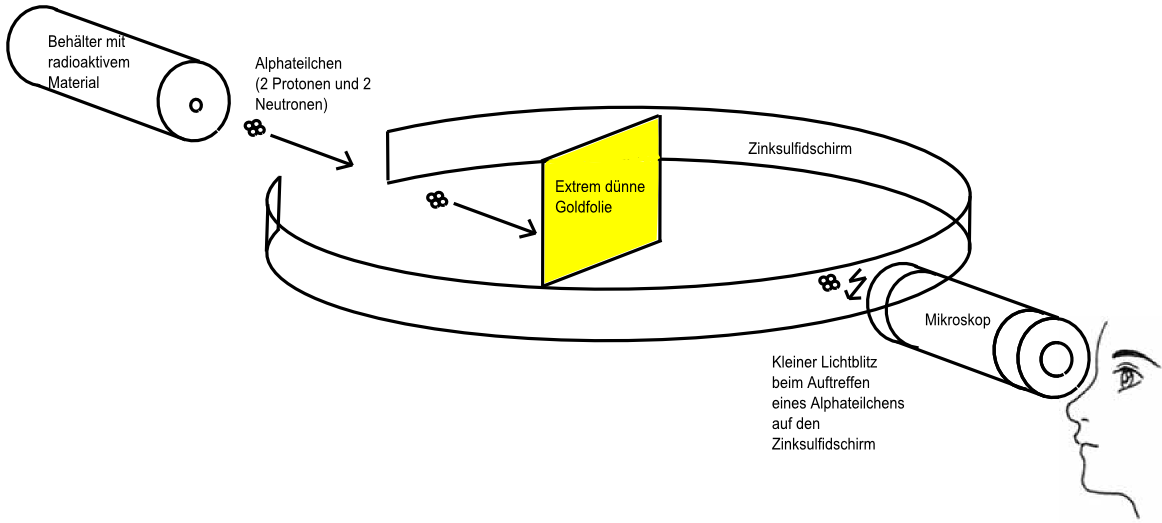 Behälter mit
radioaktivem
Material
Alphateilchen
(2 Protonen und 2
Neutronen)
Zinksulfidschirm
Extrem dünne
Goldfolie
Mikroskop
Kleiner Lichtblitz
beim Auftreffen
eines Alphateilchens
auf den
Zinksulfidschirm